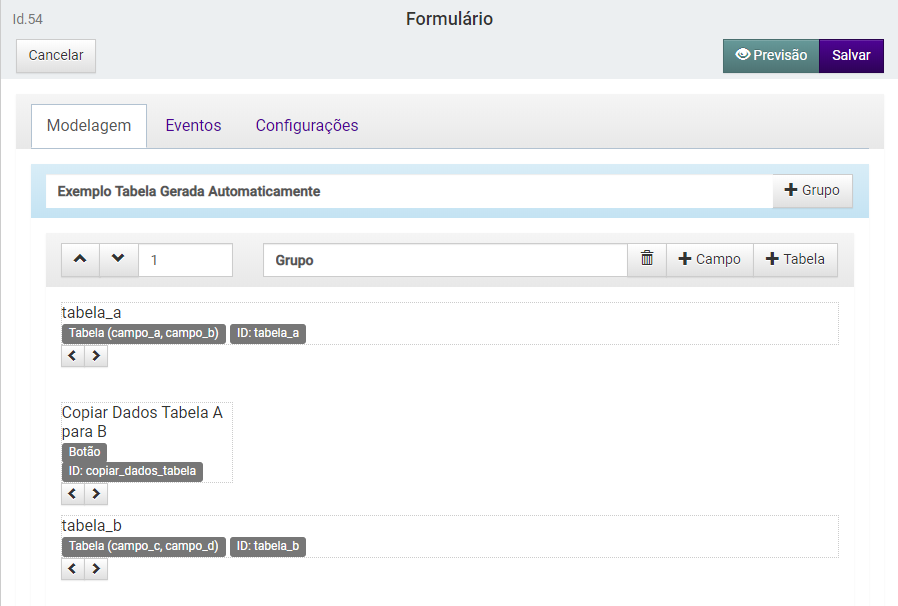 Id.54
Formulário
Cancelar
Previsão
Salvar
Modelagem
Eventos
Configurações
Exemplo Tabela Gerada Automaticamente
Grupo
1
Grupo
Campo
Tabela
tabela_a
Tabela (campo_a, campo_b)
ID: tabela_a
Copiar Dados Tabela A
para B
Botão
ID: copiar_dados_tabela
tabela_b
Tabela (campo_c, campo_d)
ID: tabela_b